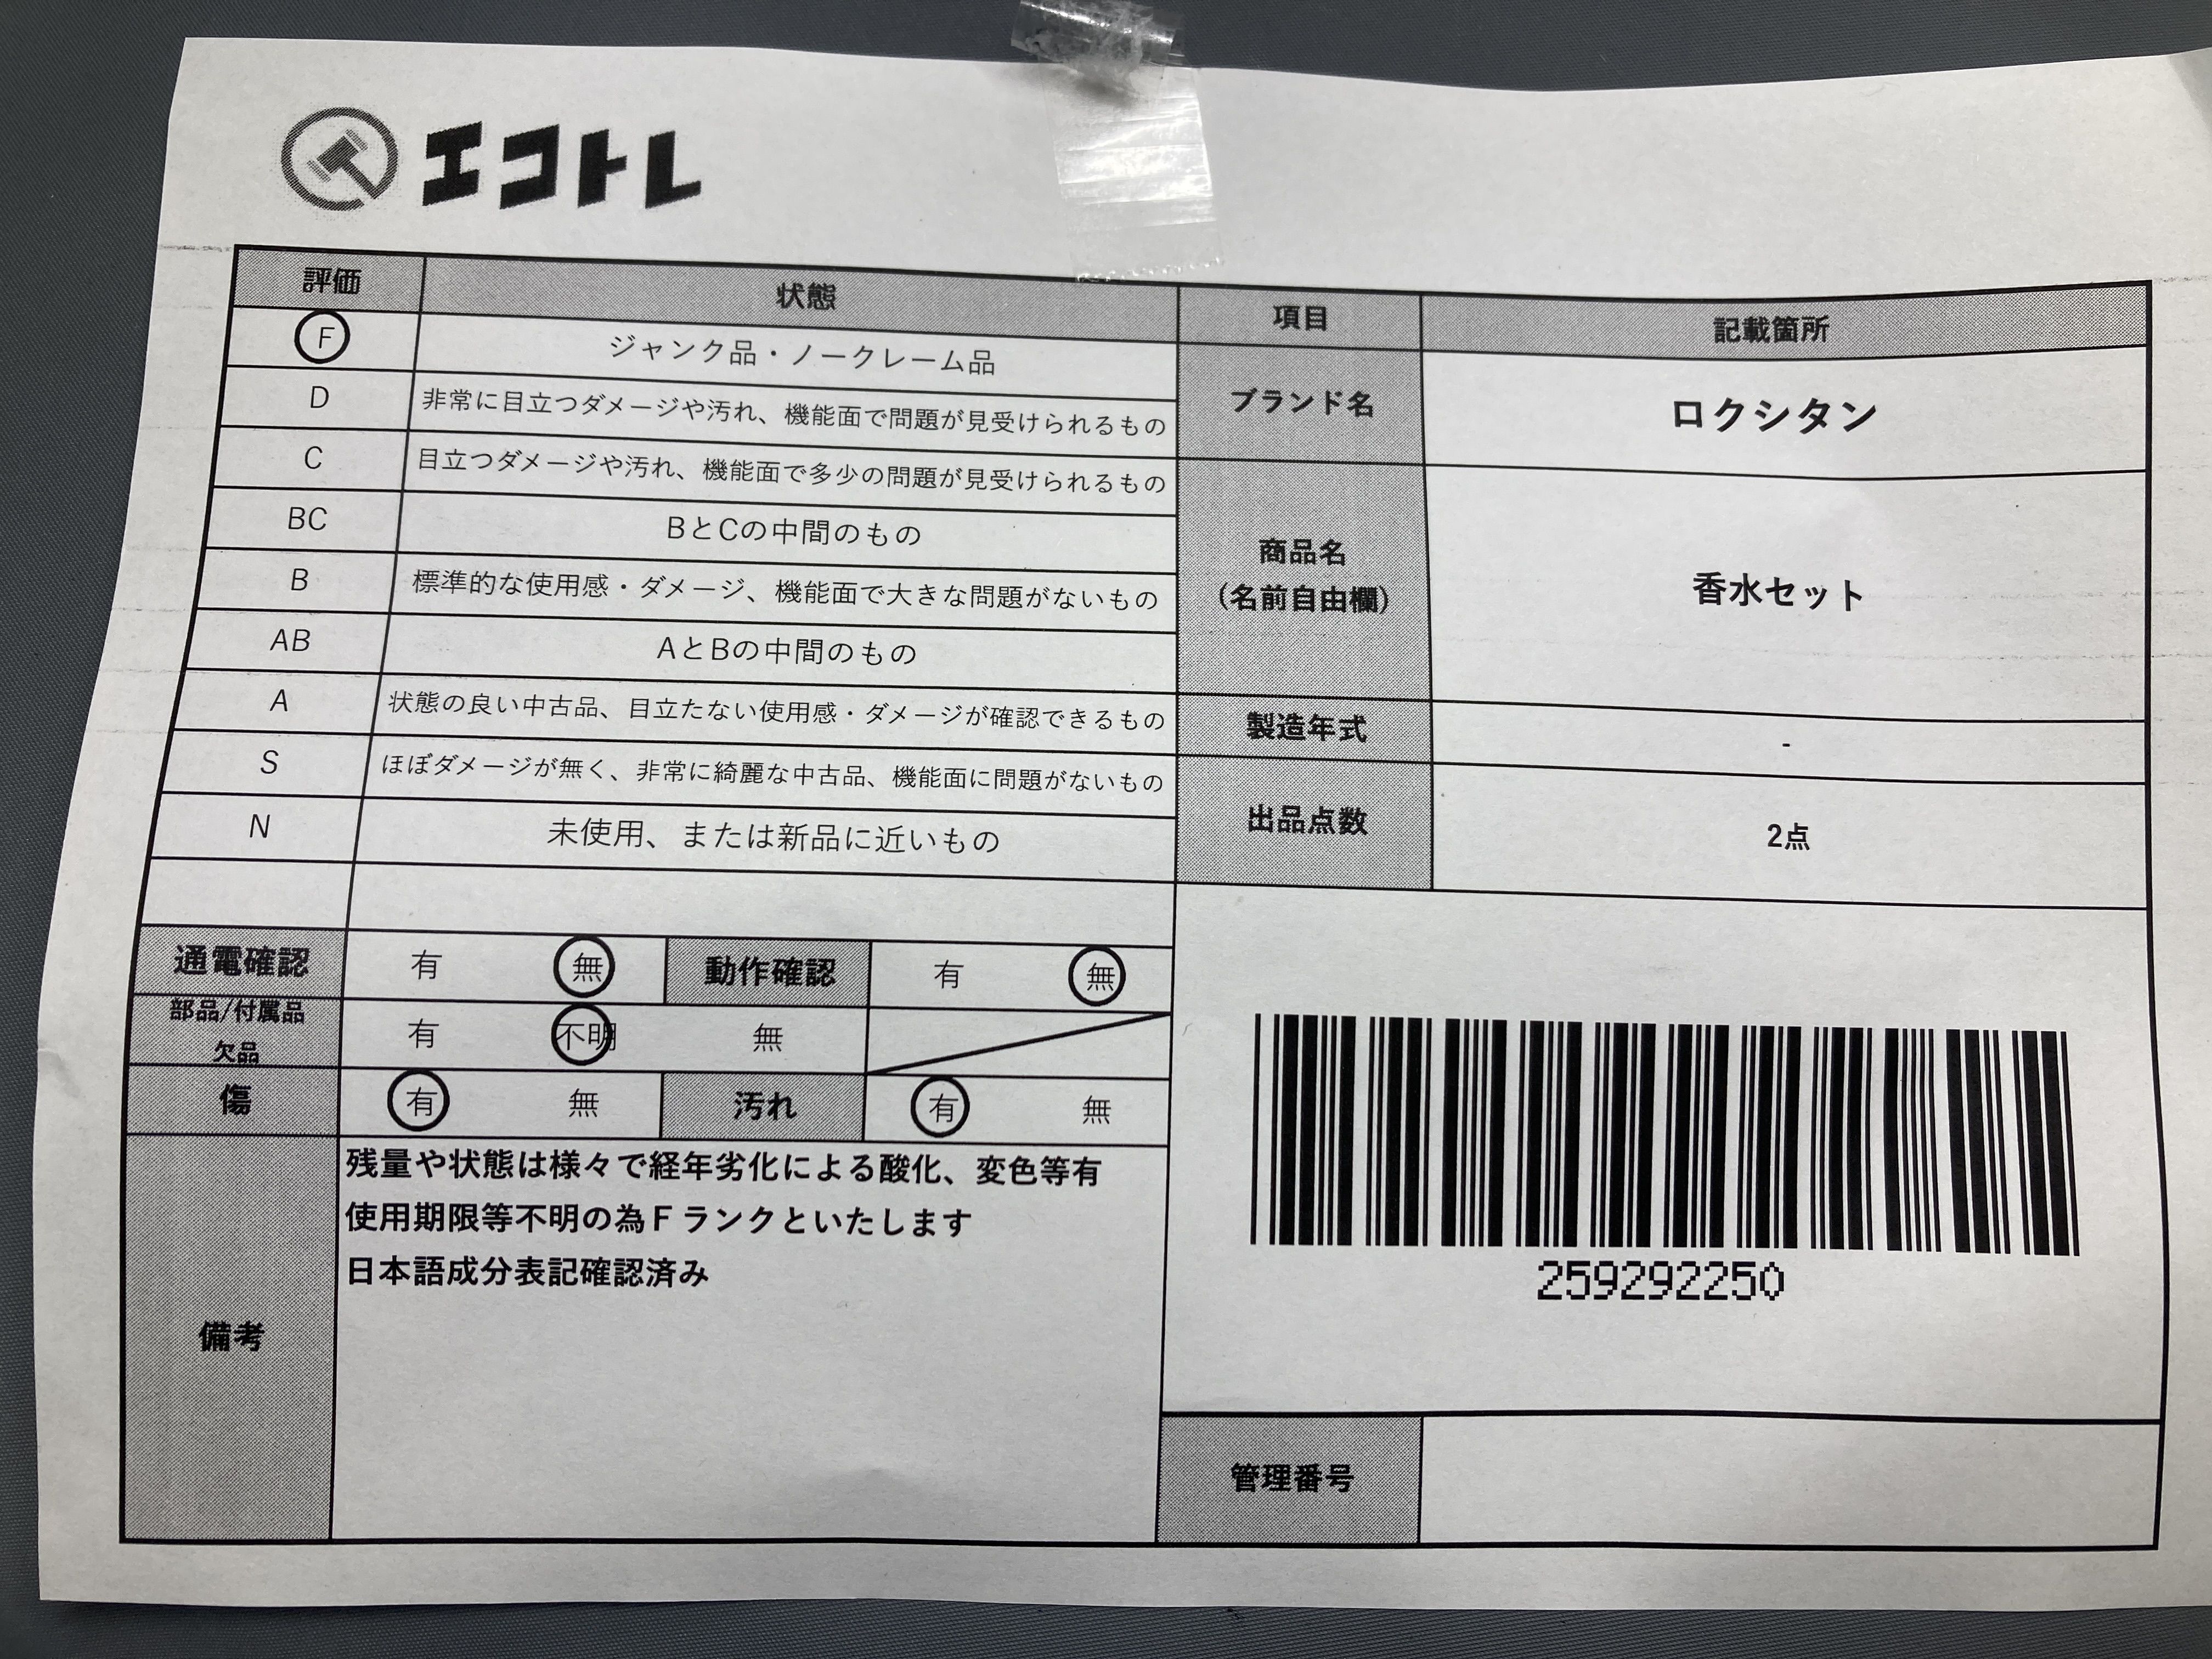 エコトレ
評価 状態
F ジャンク品・ノークレーム品
D 非常に目立つダメージや汚れ、機能面で問題が見受けられるもの
C 目立つダメージや汚れ、機能面で多少の問題が見受けられるもの
BC BとCの中間のもの
B 標準的な使用感・ダメージ、機能面で大きな問題がないもの
AB AとBの中間のもの
A 状態の良い中古品、目立たない使用感・ダメージが確認できるもの
S ほぼダメージが無く、非常に綺麗な中古品、機能面に問題がないもの
N 未使用、または新品に近いもの
通電確認 有 無 動作確認 有 無
部品/付属品
欠品 有 不明 無
傷 有 無 汚れ 有 無
備考
残量や状態は様々で経年劣化による酸化、変色等有
使用期限等不明の為Fランクといたします
日本語成分表記確認済み
項目 記載箇所
ブランド名 ロクシタン
商品名
(名前自由欄) 香水セット
製造年式 -
出品点数 2点
259292250
管理番号